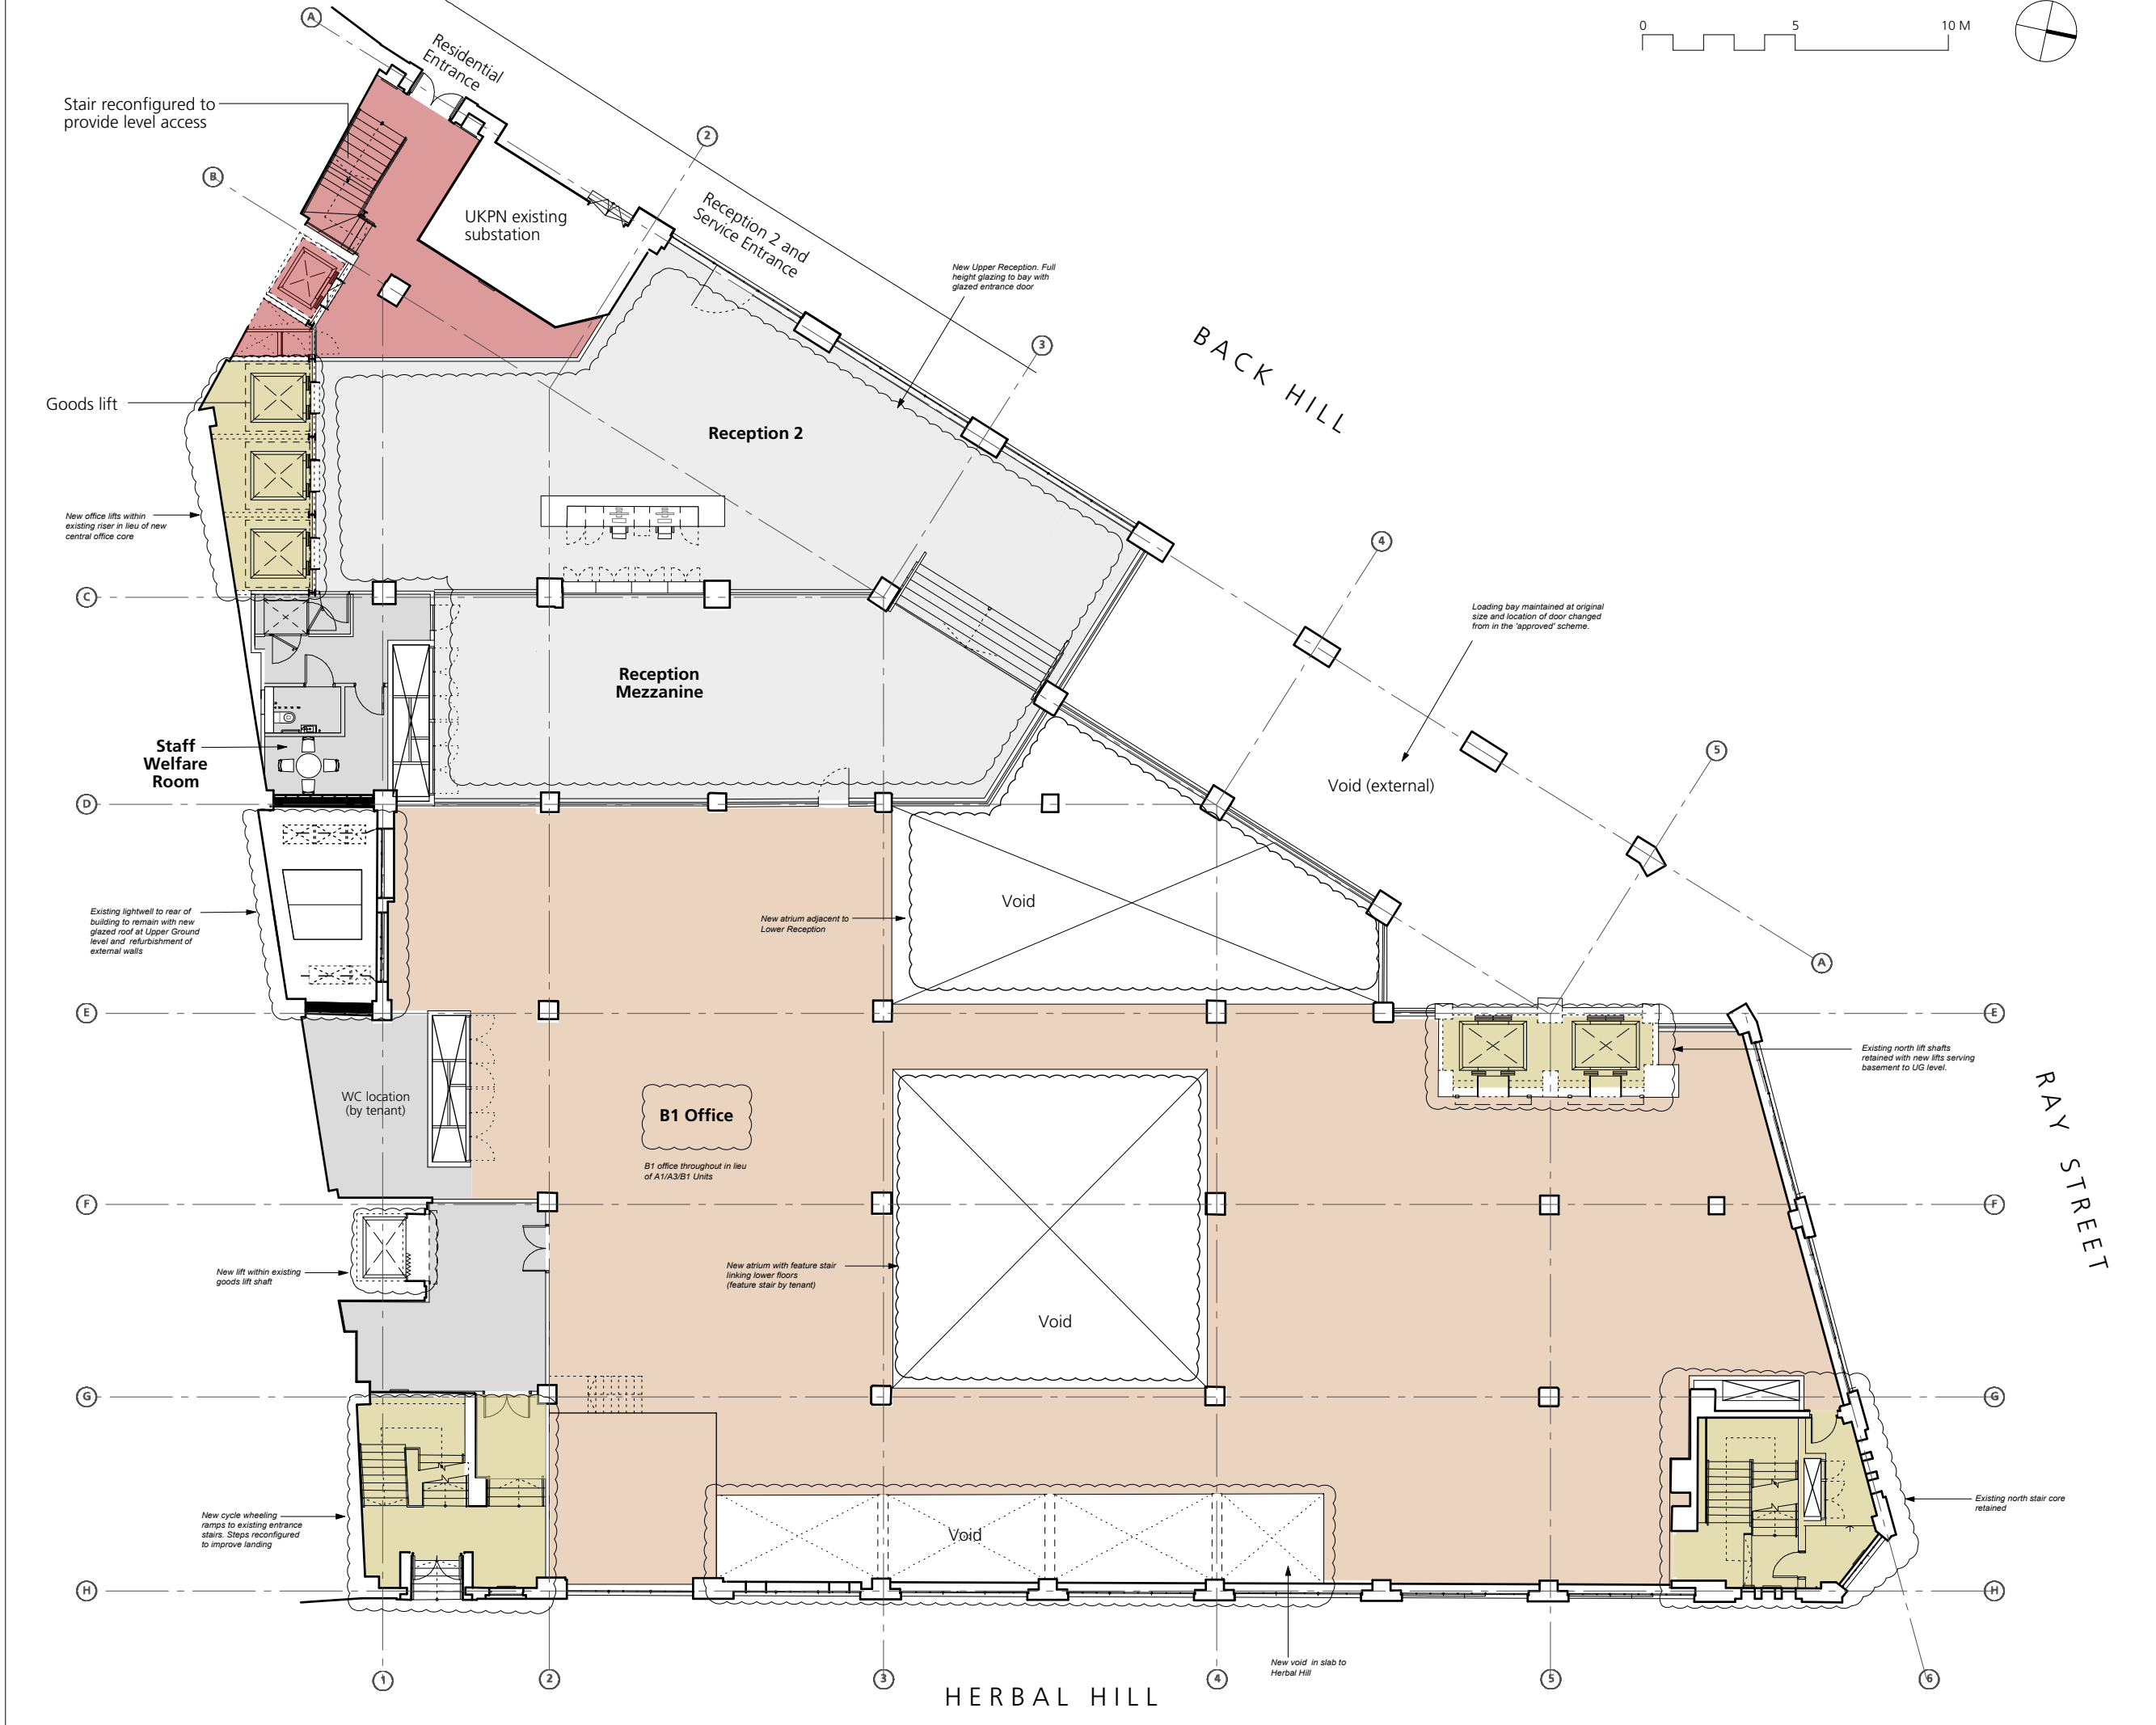 0 5 10 M
A
Residential
Entrance
Stair reconfigured to
provide level access
2
B
UKPN existing
substation
Reception 2 and
Service Entrance
New Upper Reception. Full
height glazing to bay with
glazed entrance door
3
BACK HILL
Goods lift
Reception 2
New office lifts within
existing riser in lieu of new
central office core
4
C
Loading bay maintained at original
size and location of door changed
from in the 'approved' scheme.
Reception
Mezzanine
Staff
Welfare
Room
5
Void (external)
D
Void
New atrium adjacent to
Lower Reception
Existing lightwell to rear of
building to remain with new
glazed roof at Upper Ground
level and refurbishment of
external walls
A
E
E
Existing north lift shafts
retained with new lifts serving
basement to UG level.
RAY STREET
WC location
(by tenant)
B1 Office
B1 office throughout in lieu
of A1/A3/B1 Units
F
F
New lift within existing
goods lift shaft
New atrium with feature stair
linking lower floors
(feature stair by tenant)
Void
G
G
New cycle wheeling
ramps to existing entrance
stairs. Steps reconfigured
to improve landing
Void
Existing north stair core
retained
H
H
New void in slab to
Herbal Hill
1 2 3 4 5 6
HERBAL HILL